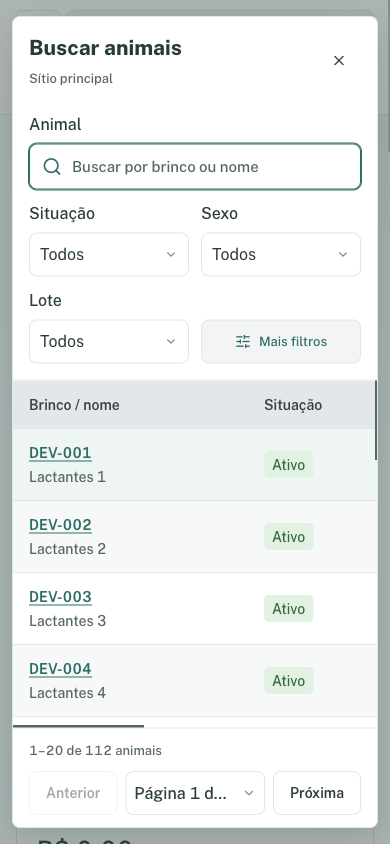 Buscar animais
Sítio principal
Animal
Buscar por brinco ou nome
Situação Sexo
Todos Todos
Lote
Todos Mais filtros
Brinco / nome Situação
DEV-001
Lactantes 1 Ativo
DEV-002
Lactantes 2 Ativo
DEV-003
Lactantes 3 Ativo
DEV-004
Lactantes 4 Ativo
1–20 de 112 animais
Anterior Página 1 d... Próxima